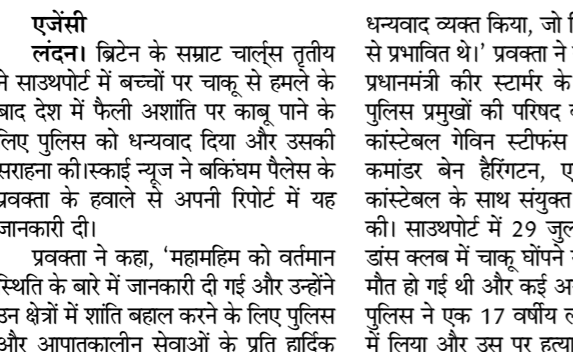 एजेंसी
लंदन। ब्रिटेन के सम्राट चार्ल्स तृतीय
ने साउथपोर्ट में बच्चों पर चाकू से हमले के
बाद देश में फैली अशांति पर काबू पाने के
लिए पुलिस को धन्यवाद दिया और उसकी
सराहना की।स्काई न्यूज ने बकिंघम पैलेस के
प्रवक्ता के हवाले से अपनी रिपोर्ट में यह
जानकारी दी।
प्रवक्ता ने कहा, ‘महामहिम को वर्तमान
स्थिति के बारे में जानकारी दी गई और उन्होंने
उन क्षेत्रों में शांति बहाल करने के लिए पुलिस
और आपातकालीन सेवाओं के प्रति हार्दिक
धन्यवाद व्यक्त किया, जो
से प्रभावित थे।’ प्रवक्ता ने
प्रधानमंत्री कीर स्टार्मर के
पुलिस प्रमुखों की परिषद
कांस्टेबल गेविन स्टीफंस
कमांडर बेन हैरिंगटन,
कांस्टेबल के साथ संयुक्त
की। साउथपोर्ट में 29
डांस क्लब में चाकू घोंपने
मौत हो गई थी और कई
पुलिस ने एक 17 वर्षीय
में लिया और उस पर